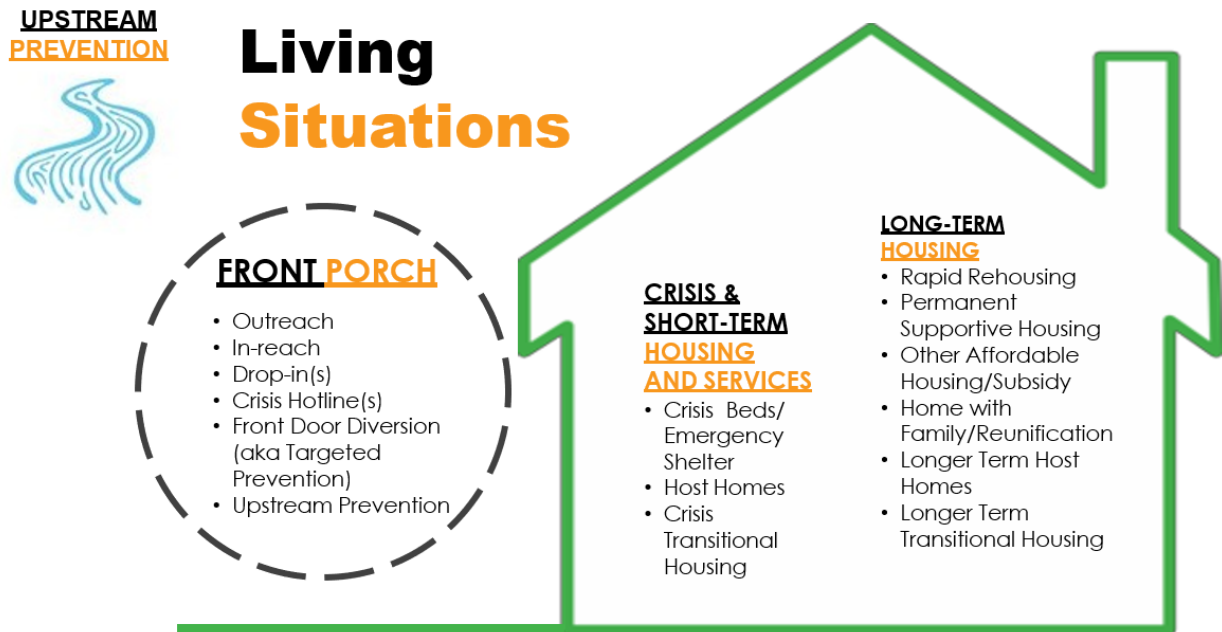 UPSTREAM
PREVENTION
Living
Situations
FRONT PORCH
• Outreach
• In-reach
• Drop-in(s)
• Crisis Hotline(s)
• Front Door Diversion
(aka Targeted
Prevention)
• Upstream Prevention
CRISIS &
SHORT-TERM
HOUSING
AND SERVICES
• Crisis Beds/
Emergency
Shelter
• Host Homes
• Crisis
Transitional
Housing
LONG-TERM
HOUSING
• Rapid Rehousing
• Permanent
Supportive Housing
• Other Affordable
Housing/Subsidy
• Home with
Family/Reunification
• Longer Term Host
Homes
• Longer Term
Transitional Housing